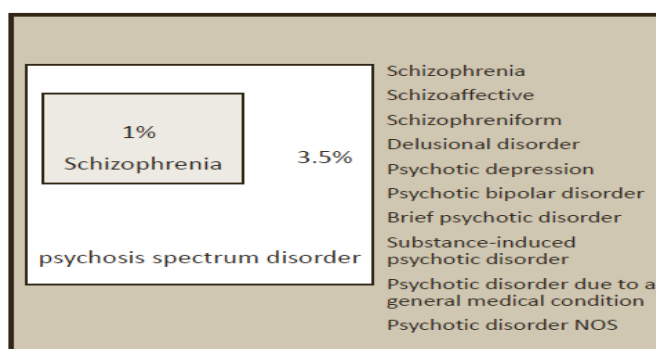 1%
Schizophrenia
3.5%
psychosis spectrum disorder
Schizophrenia
Schizoaffective
Schizophreniform
Delusional disorder
Psychotic depression
Psychotic bipolar disorder
Brief psychotic disorder
Substance-induced
psychotic disorder
Psychotic disorder due to a
general medical condition
Psychotic disorder NOS